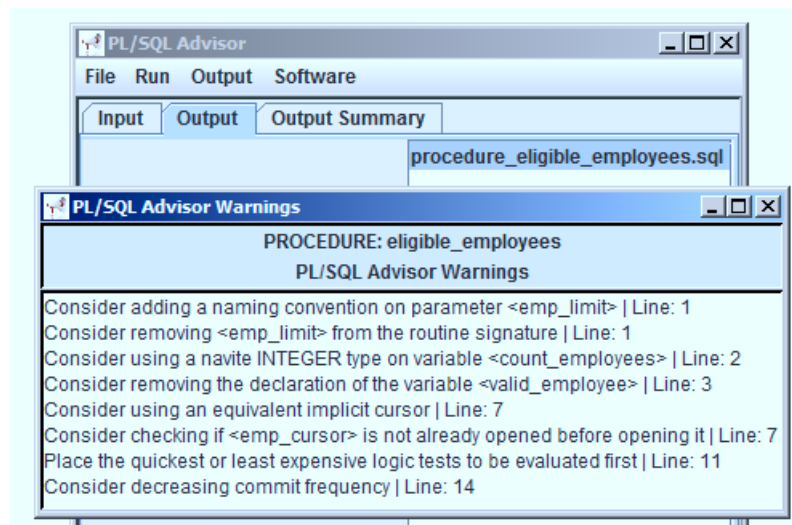 PL/SQL Advisor
File Run Output Software
Input Output Output Summary
procedure_eligible_employees.sql
PL/SQL Advisor Warnings
PROCEDURE: eligible_employees
PL/SQL Advisor Warnings
Consider adding a naming convention on parameter <emp_limit> | Line: 1
Consider removing <emp_limit> from the routine signature | Line: 1
Consider using a navite INTEGER type on variable <count_employees> | Line: 2
Consider removing the declaration of the variable <valid_employee> | Line: 3
Consider using an equivalent implicit cursor | Line: 7
Consider checking if <emp_cursor> is not already opened before opening it | Line: 7
Place the quickest or least expensive logic tests to be evaluated first | Line: 11
Consider decreasing commit frequency | Line: 14